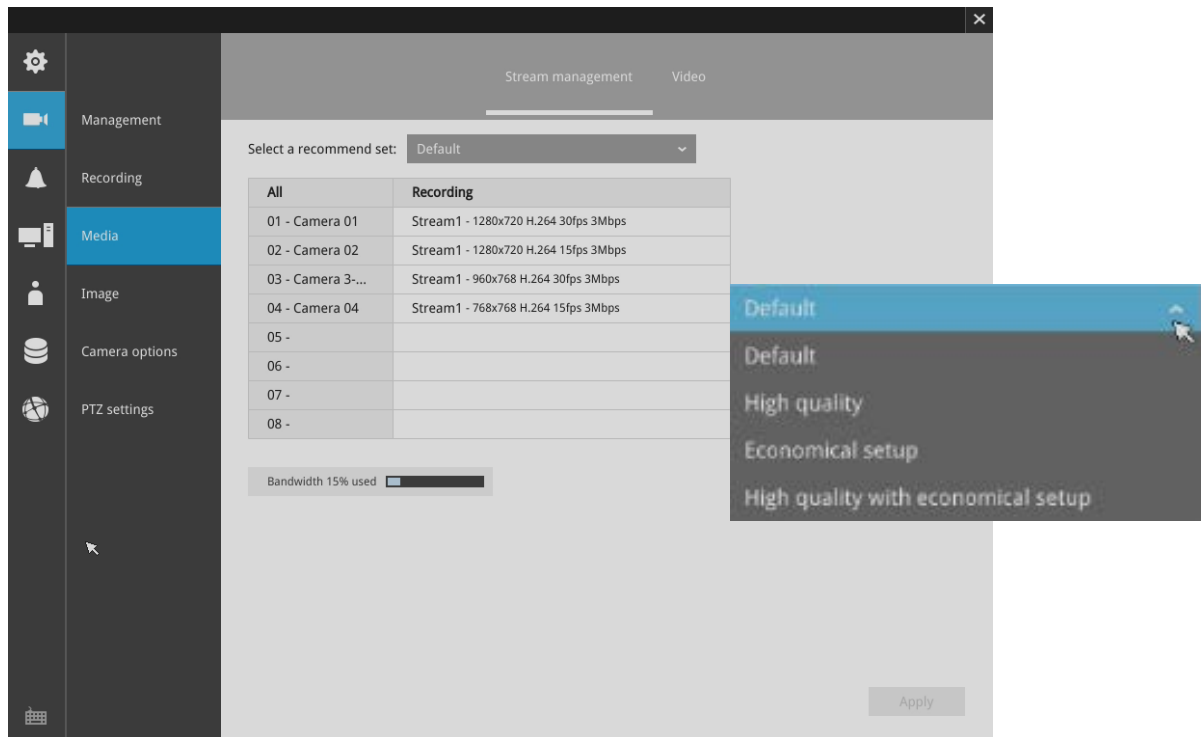 Stream management Video
Management
Recording
Media
Image
Camera options
PTZ settings
Select a recommend set: Default
All Recording
01 - Camera 01 Stream1 - 1280x720 H.264 30fps 3Mbps
02 - Camera 02 Stream1 - 1280x720 H.264 15fps 3Mbps
03 - Camera 3-... Stream1 - 960x768 H.264 30fps 3Mbps
04 - Camera 04 Stream1 - 768x768 H.264 15fps 3Mbps
05 -
06 -
07 -
08 -
Bandwidth 15% used
Default
Default
High quality
Economical setup
High quality with economical setup
Apply